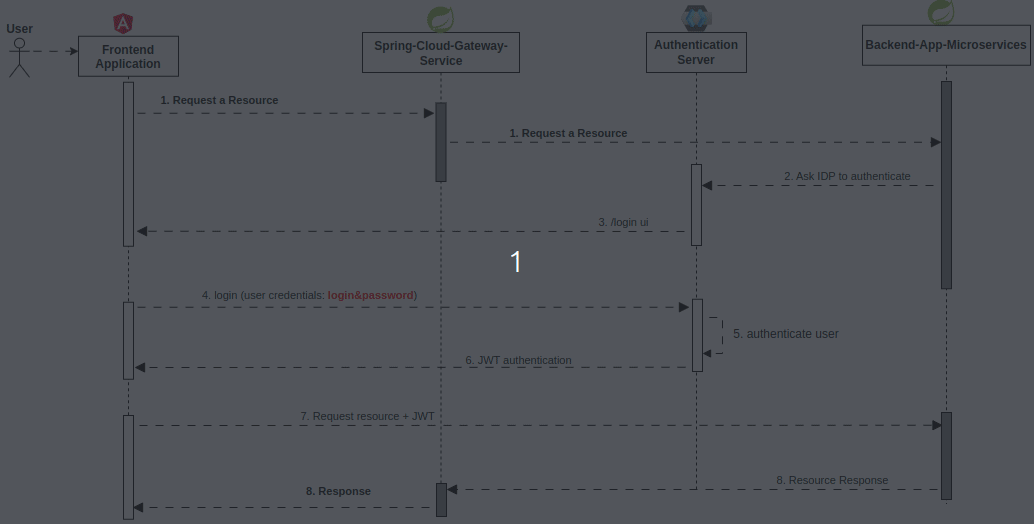 User
Frontend
Application
Spring-Cloud-Gateway-
Service
Authentication
Server
Backend-App-Microservices
1. Request a Resource
1. Request a Resource
2. Ask IDP to authenticate
3. /login ui
1
4. login (user credentials: login&password)
5. authenticate user
6. JWT authentication
7. Request resource + JWT
8. Resource Response
8. Response